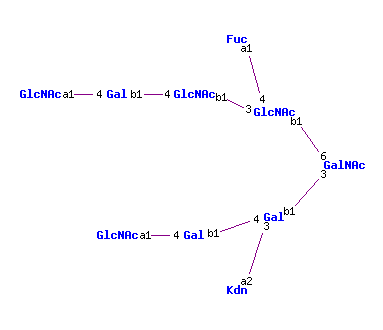 Fuc
a1
GlcNAc a1 4 Gal b1 4 GlcNAc b1
4
3 GlcNAc
b1
6
GalNAc
3
b1
4 Gal
3
GlcNAc a1 4 Gal b1
a2
Kdn